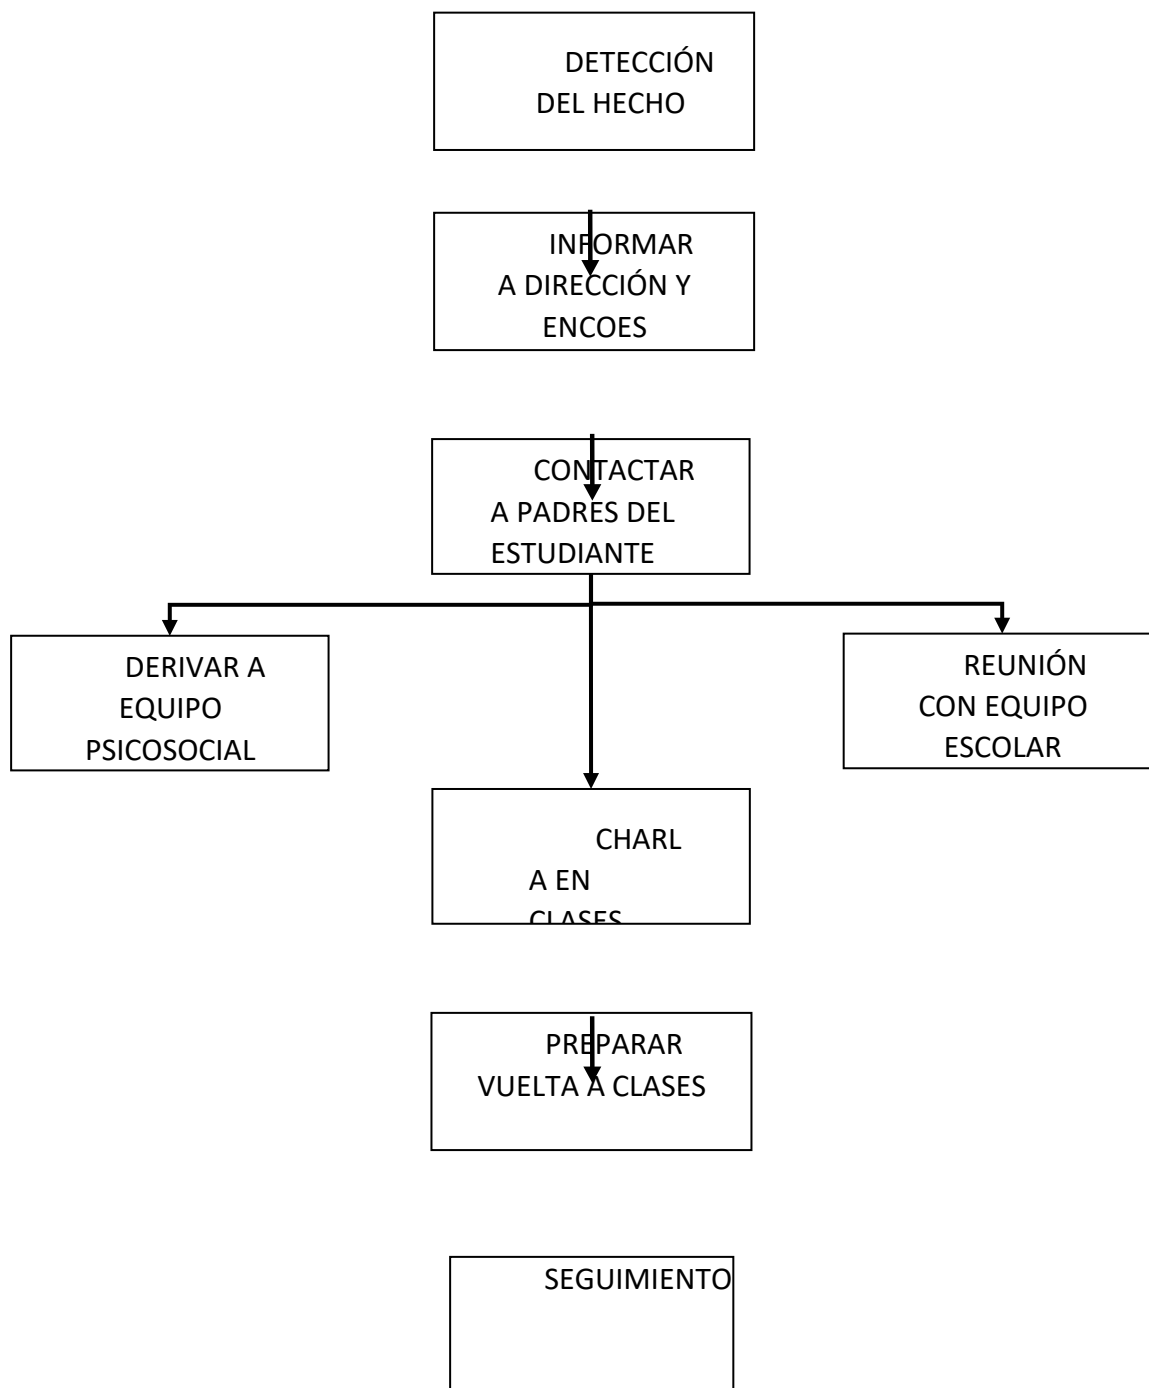 DETECCIÓN
DEL HECHO
INFORMAR
A DIRECCIÓN Y
ENCOES
CONTACTAR
A PADRES DEL
ESTUDIANTE
DERIVAR A
EQUIPO
PSICOSOCIAL
REUNIÓN
CON EQUIPO
ESCOLAR
CHARL
A EN
CLASES
PREPARAR
VUELTA A CLASES
SEGUIMIENTO